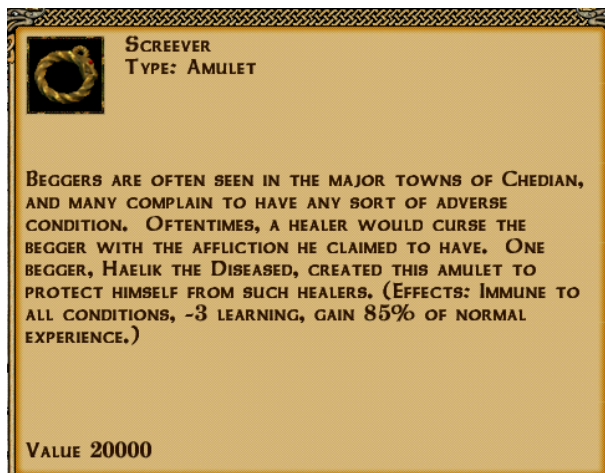 Screever
Type: Amulet
Beggers are often seen in the major towns of Chedian,
and many complain to have any sort of adverse
condition. Oftentimes, a healer would curse the
begger with the affliction he claimed to have. One
begger, Haelik the Diseased, created this amulet to
protect himself from such healers. (Effects: Immune to
all conditions, -3 learning, gain 85% of normal
experience.)
Value 20000